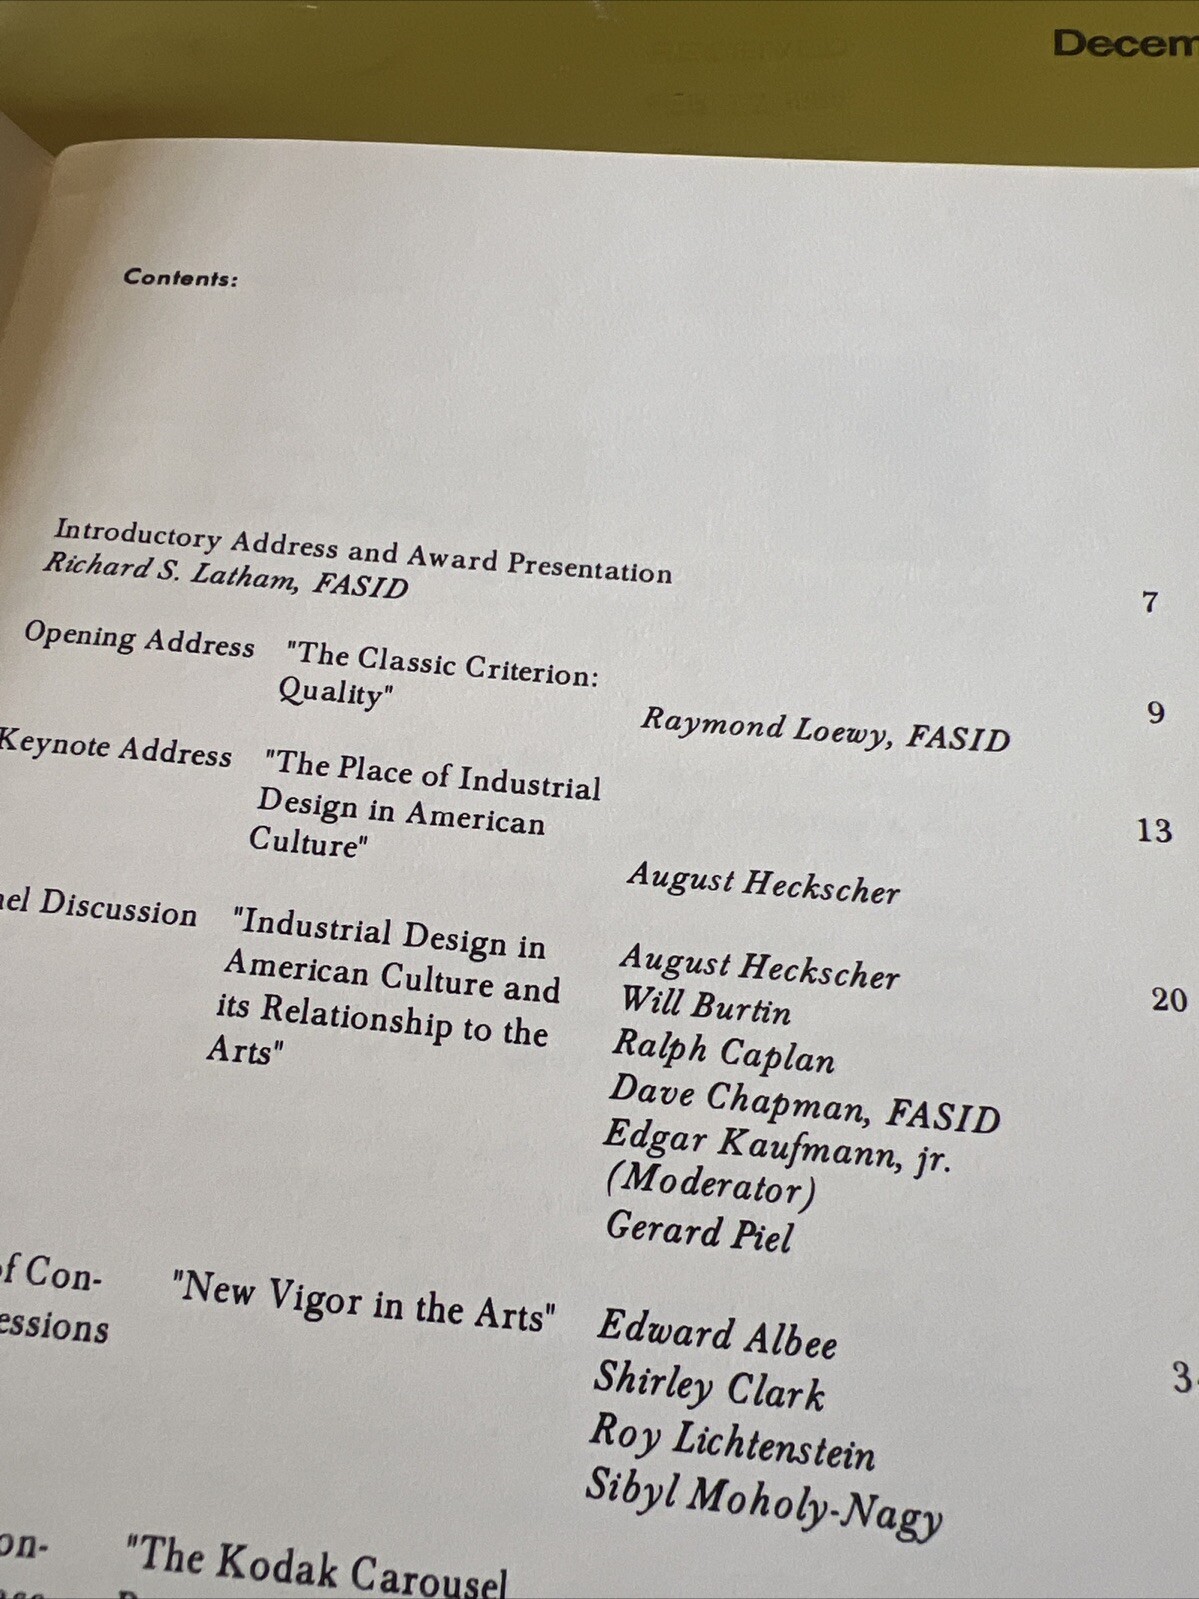 Decem
Contents:
Introductory Address and Award Presentation
Richard S. Latham, FASID
7
Opening Address "The Classic Criterion:
Quality"
Raymond Loewy, FASID
9
Keynote Address "The Place of Industrial
Design in American
Culture"
August Heckscher
13
nel Discussion "Industrial Design in
American Culture and
its Relationship to the
Arts"
August Heckscher
Will Burtin
Ralph Caplan
Dave Chapman, FASID
Edgar Kaufmann, jr.
(Moderator)
Gerard Piel
20
of Con-
essions
"New Vigor in the Arts"
Edward Albee
Shirley Clark
Roy Lichtenstein
Sibyl Moholy-Nagy
3
on-
"The Kodak Carousel